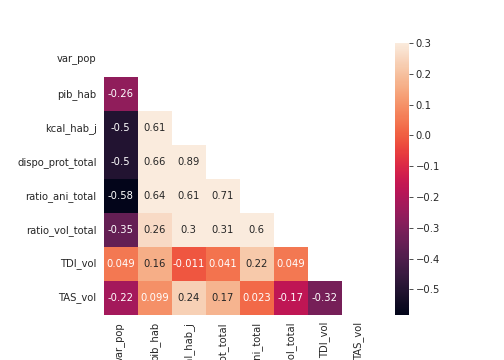 var_pop
pib_hab -0.26
kcal_hab_j -0.5 0.61
dispo_prot_total -0.5 0.66 0.89
ratio_ani_total -0.58 0.64 0.61 0.71
ratio_vol_total -0.35 0.26 0.3 0.31 0.6
TDI_vol 0.049 0.16 -0.011 0.041 0.22 0.049
TAS_vol -0.22 0.099 0.24 0.17 0.023 -0.17 -0.32
var_pop
pib_hab
al_hab_j
ot_total
ni_total
ol_total
TDI_vol
TAS_vol
0.3
0.2
0.1
0.0
-0.1
-0.2
-0.3
-0.4
-0.5